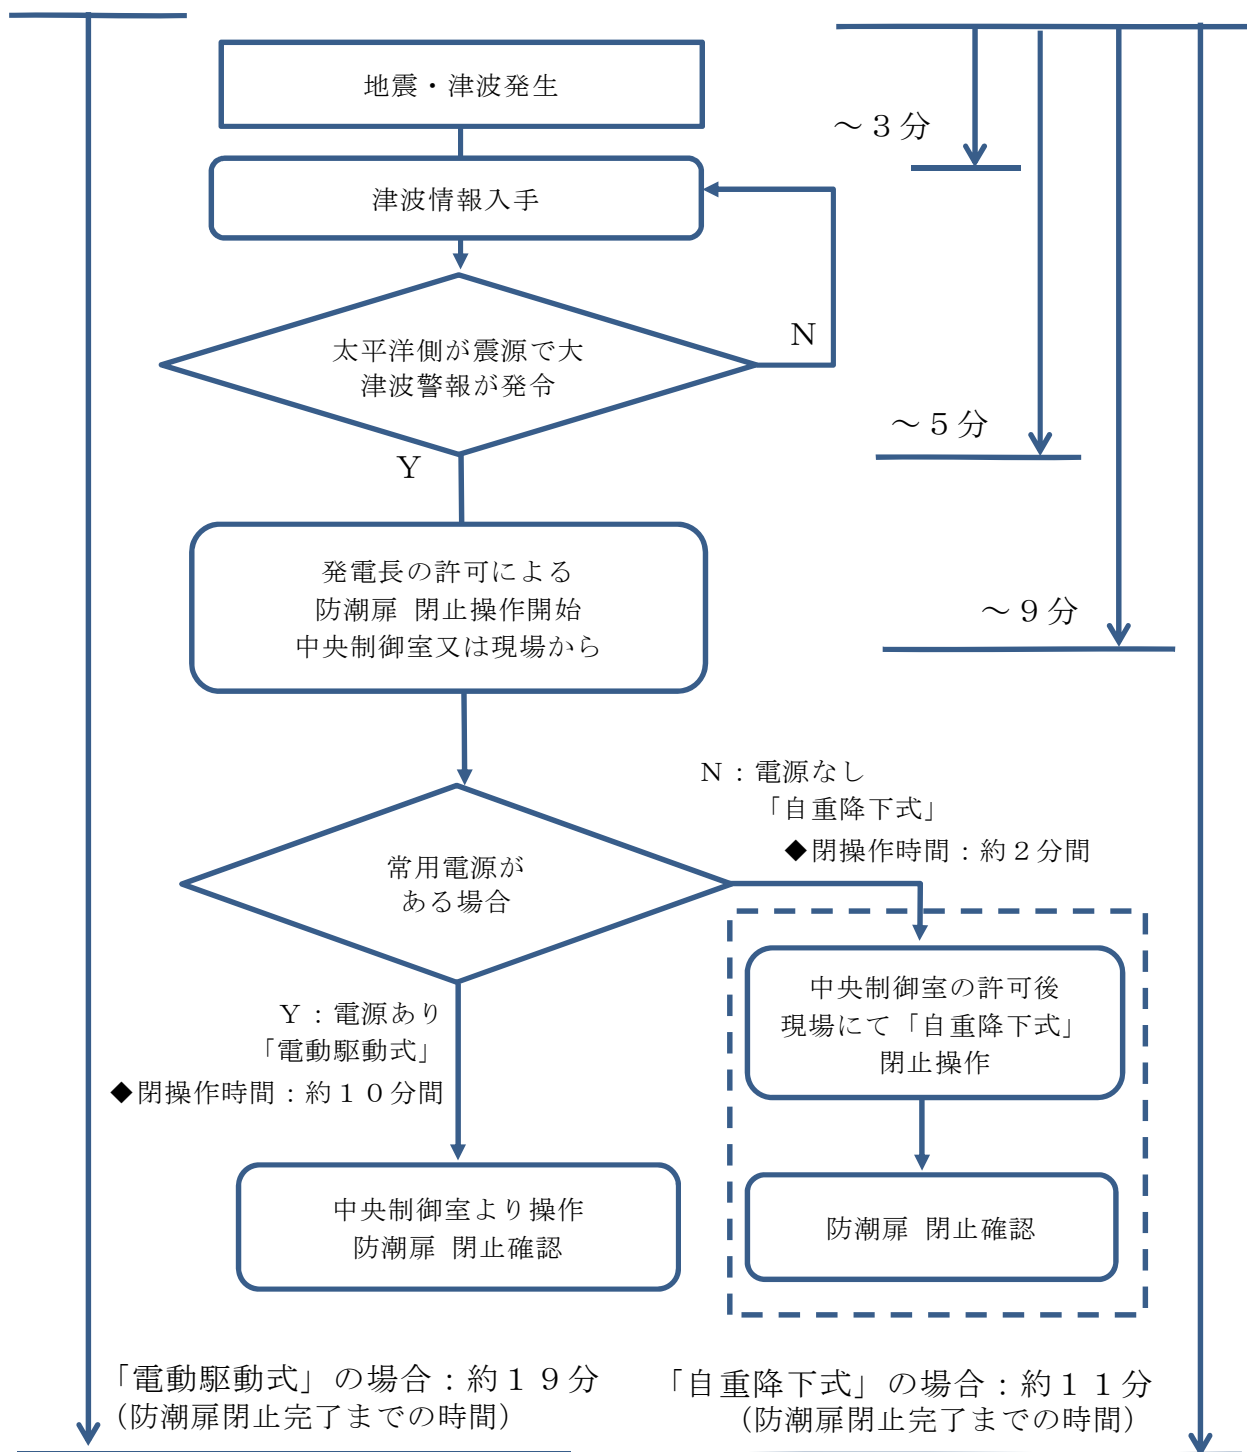 地震・津波発生
～３分
津波情報入手
太平洋側が震源で大
津波警報が発令
N
～５分
Y
発電長の許可による
防潮扉 閉止操作開始
中央制御室又は現場から
～９分
N：電源なし
「自重降下式」
◆閉操作時間：約２分間
常用電源が
ある場合
中央制御室の許可後
現場にて「自重降下式」
閉止操作
Y：電源あり
「電動駆動式」
◆閉操作時間：約１０分間
中央制御室より操作
防潮扉 閉止確認
防潮扉 閉止確認
「電動駆動式」の場合：約１９分
（防潮扉閉止完了までの時間）
「自重降下式」の場合：約１１分
（防潮扉閉止完了までの時間）